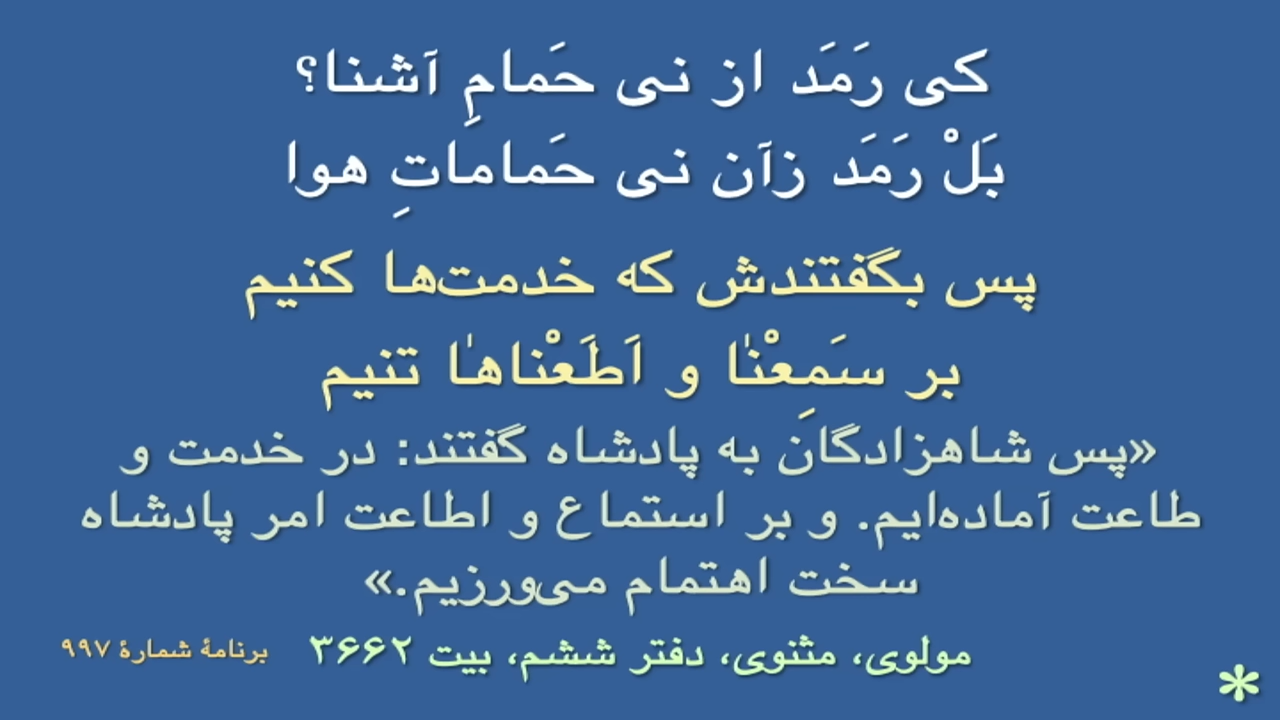 کی رَمَد از نی حَمامِ آشنا؟
بَلْ رَمَد زآن نی حَماماتِ هوا
پس بگفتندش که خدمت‌ها کنیم
بر سَمِعْنٰا و اَطَعْناهٰا تنیم
«پس شاهزادگان به پادشاه گفتند: در خدمت و
طاعت آماده‌ایم. و بر استماع و اطاعت امر پادشاه
سخت اهتمام می‌ورزیم.»
مولوی، مثنوی، دفتر ششم، بیت ۳۶۶۲ برنامهٔ شمارهٔ ۹۹۷
*